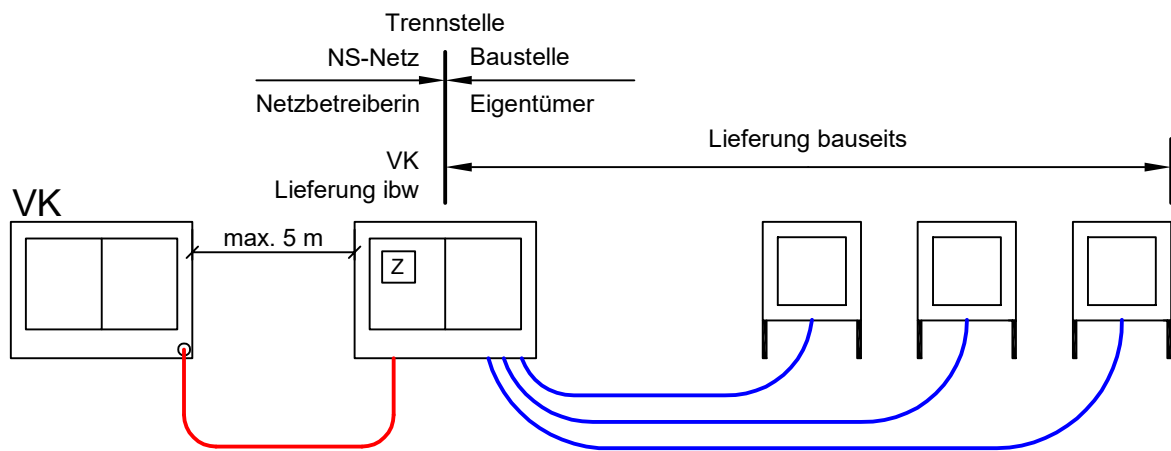 Trennstelle
NS-Netz Baustelle
Netzbetreiberin Eigentümer
Lieferung bauseits
VK
Lieferung ibw
VK
max. 5 m
Z